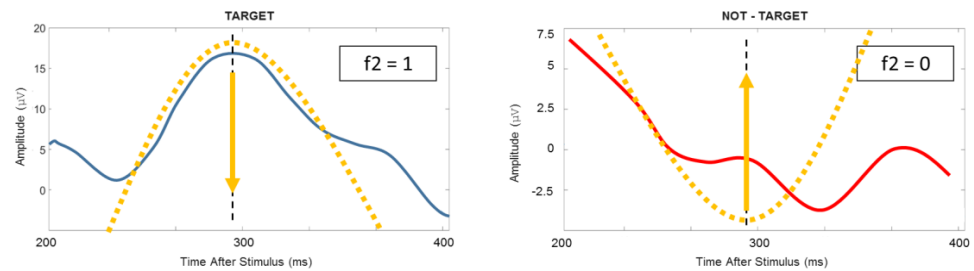 TARGET
20
15
10
5
0
200
300
400
Amplitude (µV)
Time After Stimulus (ms)
f2 = 1
NOT - TARGET
7.5
5
2.5
0
-2.5
200
300
400
Amplitude (µV)
Time After Stimulus (ms)
f2 = 0